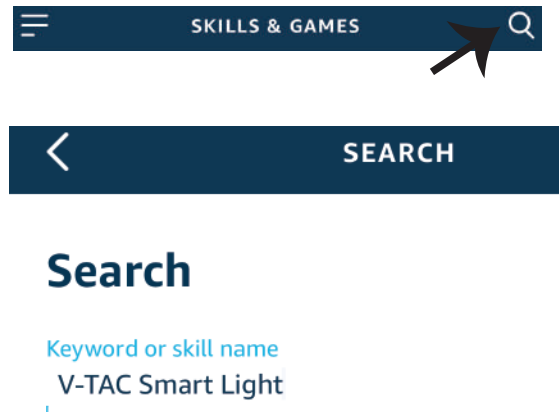 SKILLS & GAMES
SEARCH
Search
Keyword or skill name
V-TAC Smart Light